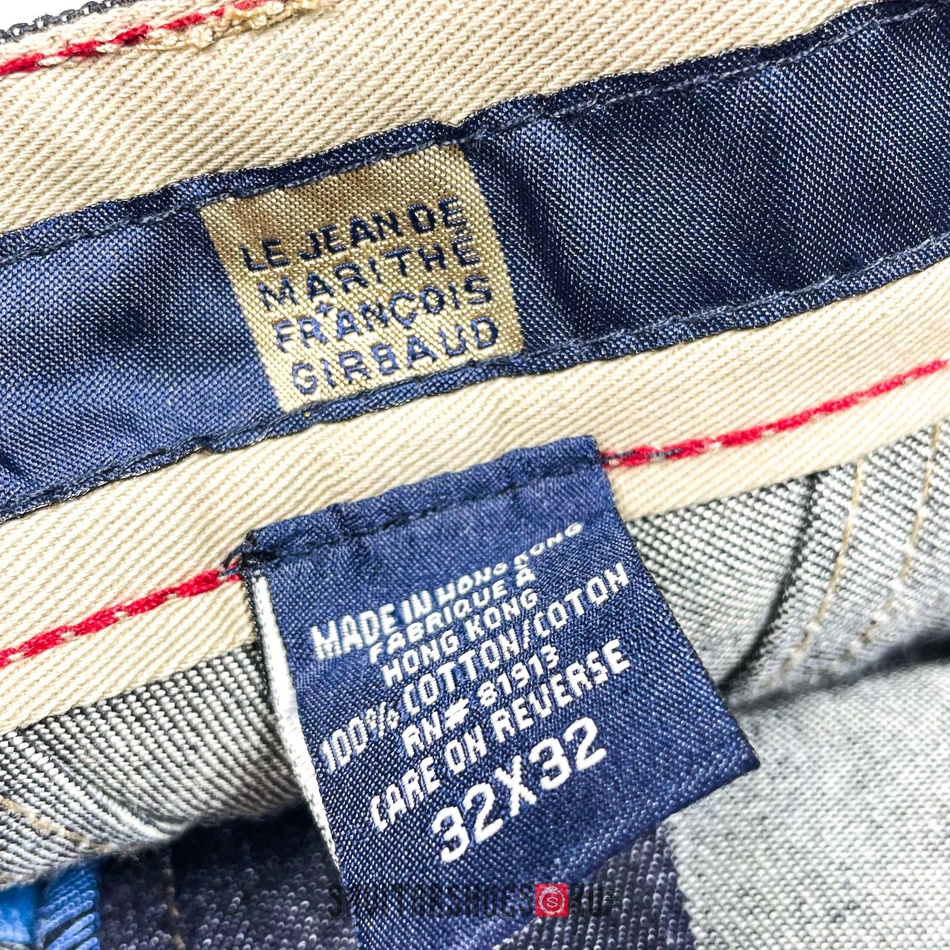 LE JEAN DE
MARITHE
+
FRANÇOIS
GIRBAUD
MADE IN HONG KONG
FABRIQUE A
HONG KONG
100% COTTON/COTON
RN# 81913
CARE ON REVERSE
32X32